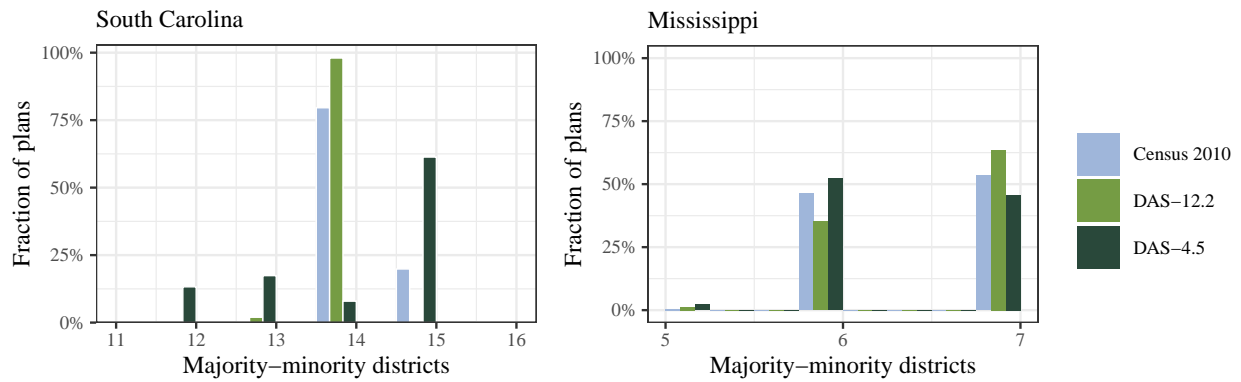 South Carolina
Fraction of plans
100%
75%
50%
25%
0%
11 12 13 14 15 16
Majority−minority districts
Mississippi
Fraction of plans
100%
75%
50%
25%
0%
5 6 7
Majority−minority districts
Census 2010
DAS−12.2
DAS−4.5